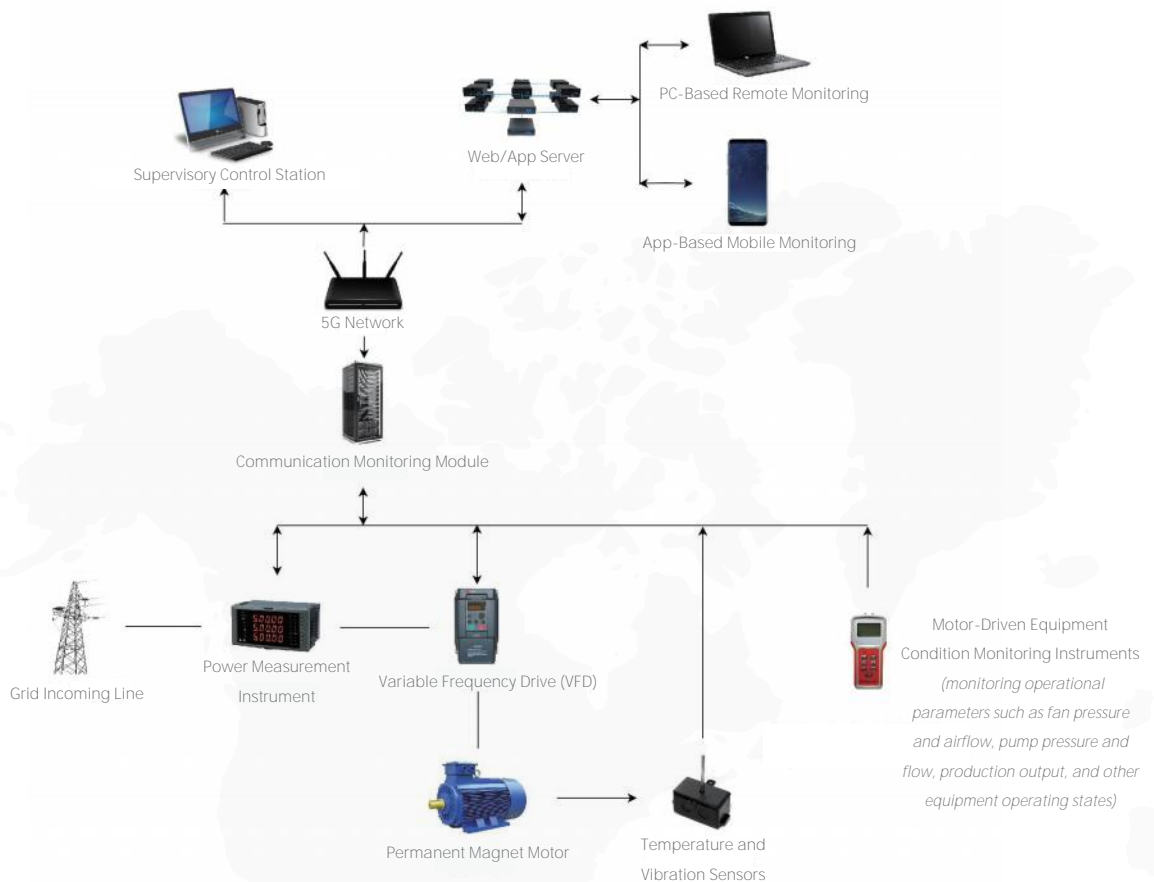 PC-Based Remote Monitoring
Web/App Server
Supervisory Control Station
App-Based Mobile Monitoring
5G Network
Communication Monitoring Module
Grid Incoming Line
Power Measurement
Instrument
Variable Frequency Drive (VFD)
Motor-Driven Equipment
Condition Monitoring Instruments
(monitoring operational
parameters such as fan pressure
and airflow, pump pressure and
flow, production output, and other
equipment operating states)
Permanent Magnet Motor
Temperature and
Vibration Sensors